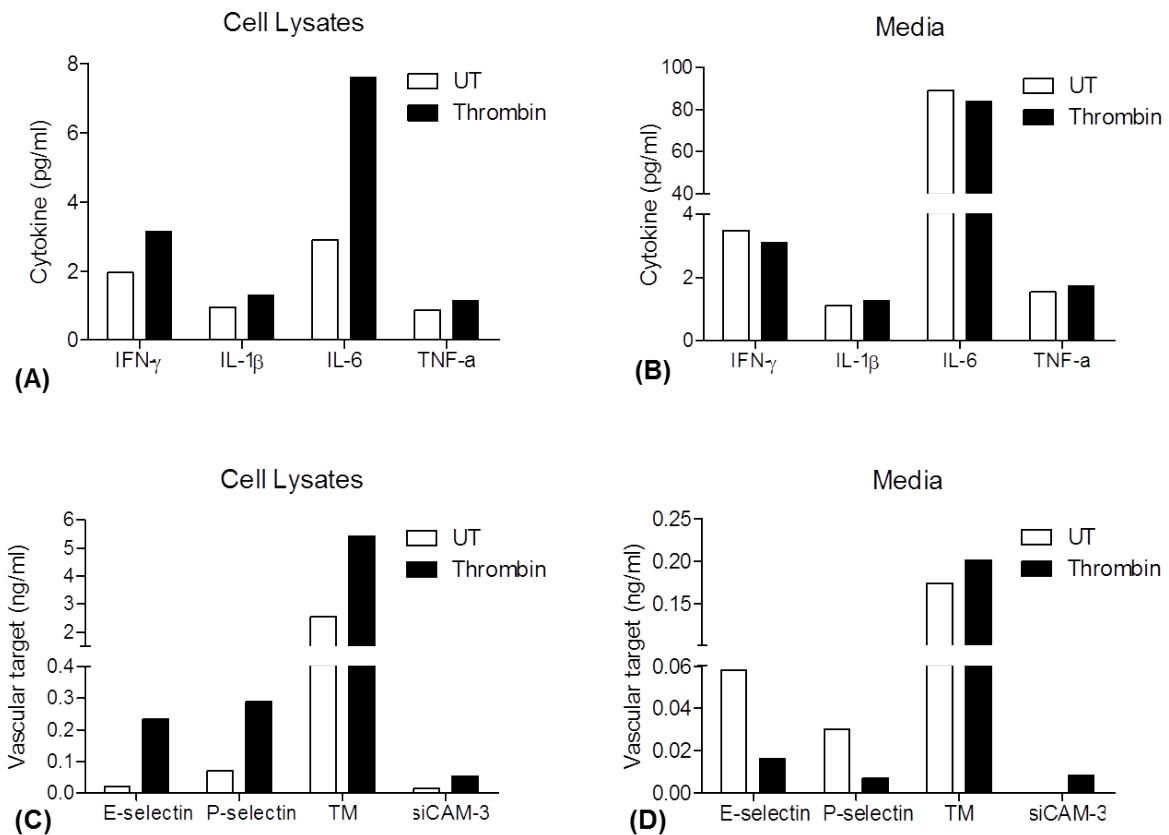 Cell Lysates
Cytokine (pg/ml)
8
6
4
2
0
UT
Thrombin
IFN-γ IL-1β IL-6 TNF-a
(A)
Media
Cytokine (pg/ml)
100
80
60
40
4
2
0
UT
Thrombin
IFN-γ IL-1β IL-6 TNF-a
(B)
Cell Lysates
Vascular target (ng/ml)
6
5
4
3
2
0.4
0.3
0.2
0.1
0.0
UT
Thrombin
E-selectin P-selectin TM siCAM-3
(C)
Media
Vascular target (ng/ml)
0.25
0.20
0.15
0.06
0.04
0.02
0.00
UT
Thrombin
E-selectin P-selectin TM siCAM-3
(D)